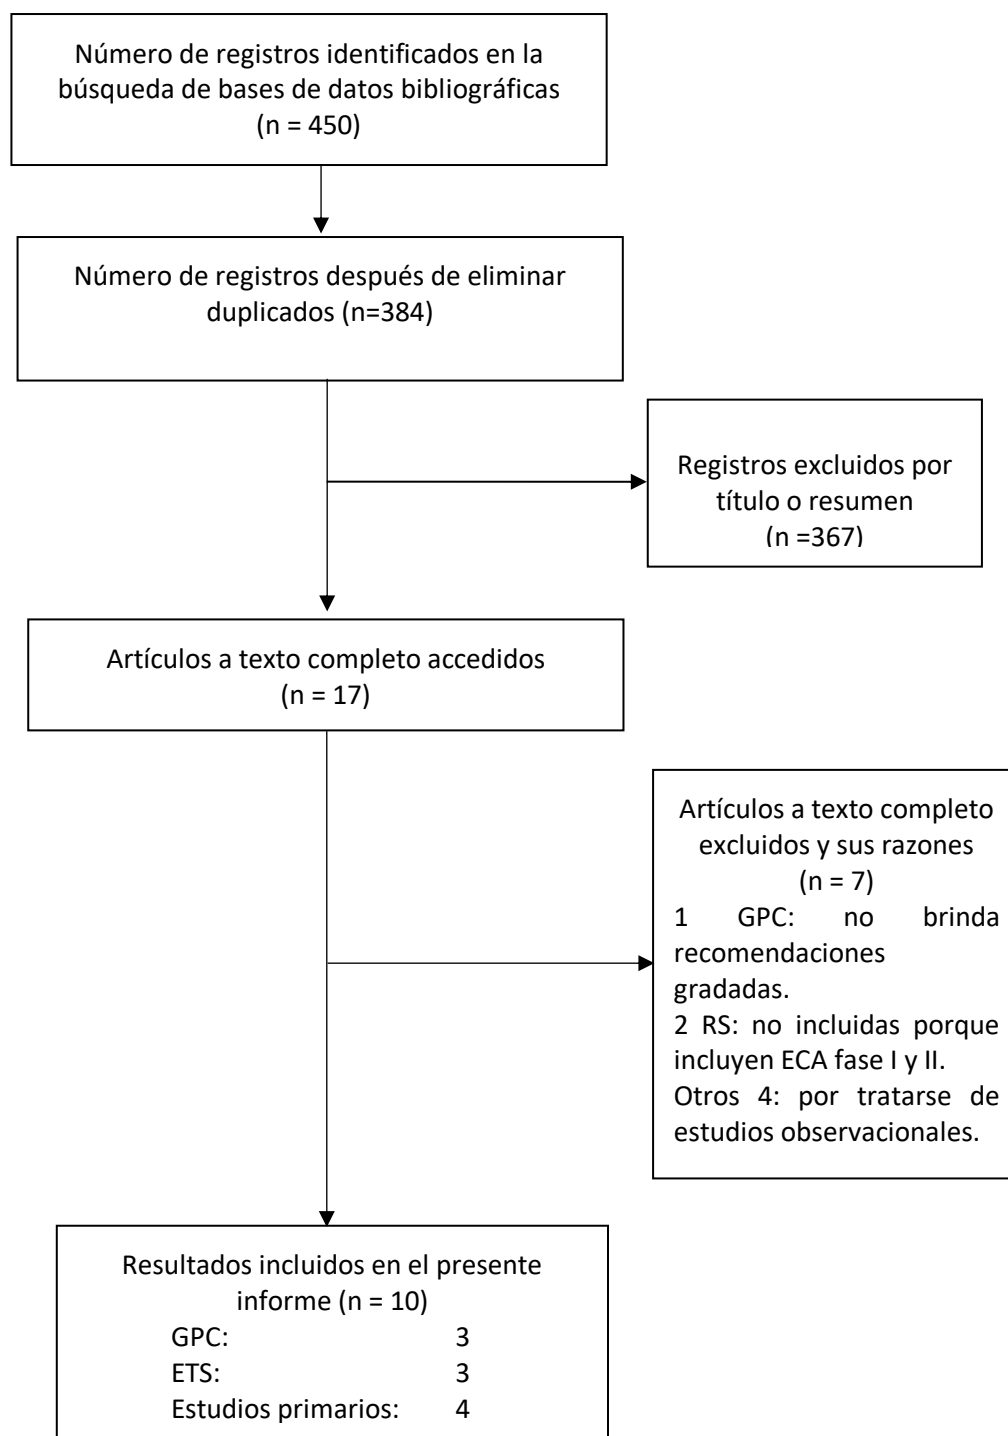 Número de registros identificados en la
búsqueda de bases de datos bibliográficas
(n = 450)
Número de registros después de eliminar
duplicados (n=384)
Registros excluidos por
título o resumen
(n =367)
Artículos a texto completo accedidos
(n = 17)
Artículos a texto completo
excluidos y sus razones
(n = 7)
1 GPC: no brinda
recomendaciones
gradadas.
2 RS: no incluidas porque
incluyen ECA fase I y II.
Otros 4: por tratarse de
estudios observacionales.
Resultados incluidos en el presente
informe (n = 10)
GPC: 3
ETS: 3
Estudios primarios: 4